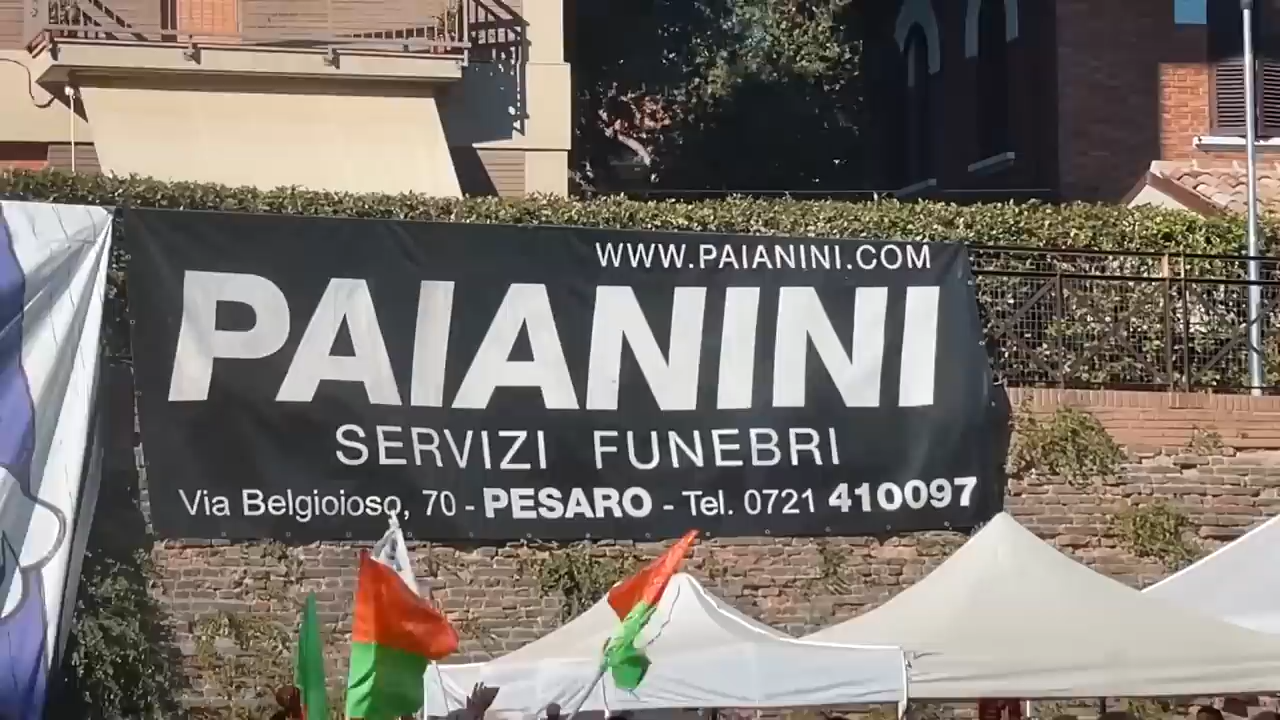 WWW.PAIANINI.COM
PAIANINI
SERVIZI FUNEBRI
Via Belgioioso, 70 - PESARO - Tel. 0721 410097